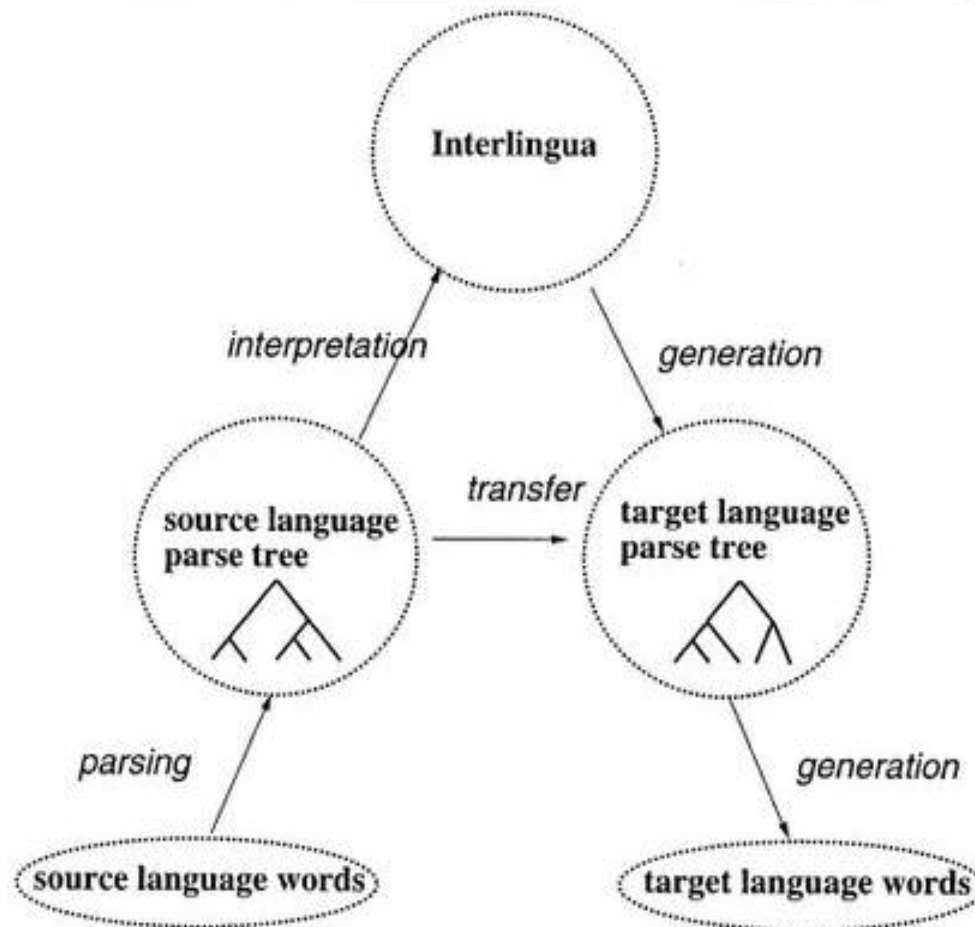 Interlingua
interpretation
generation
transfer
source language
parse tree
target language
parse tree
parsing
generation
source language words
target language words